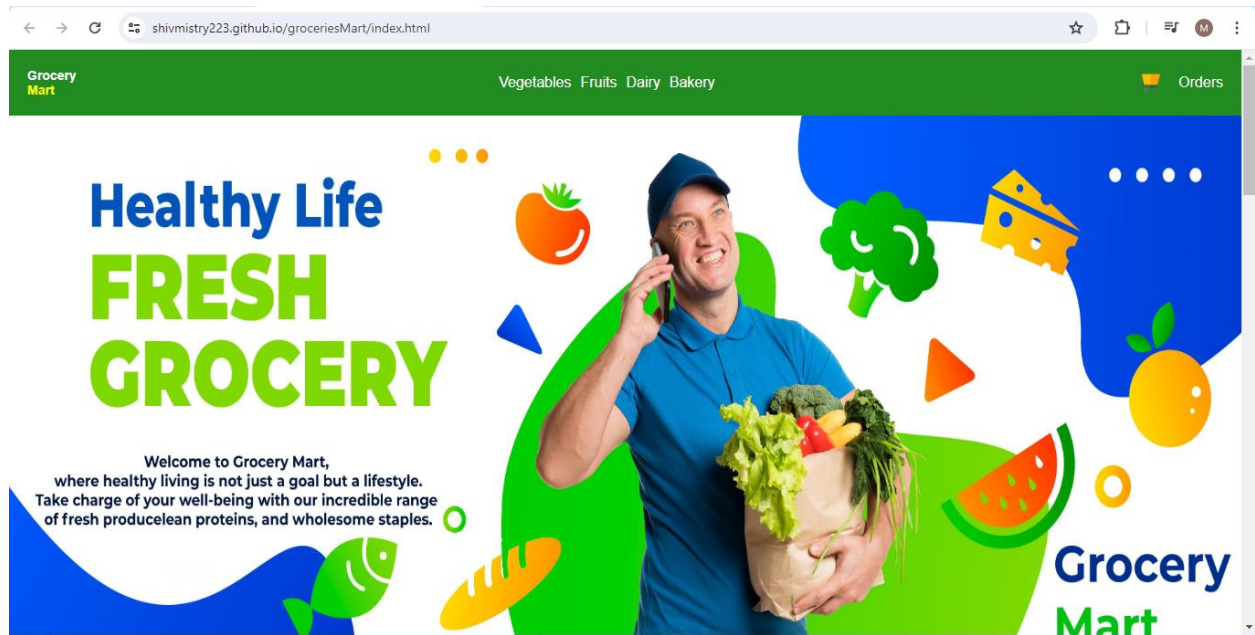 shivmistry223.github.io/groceriesMart/index.html
M
Grocery
Mart
Vegetables Fruits Dairy Bakery
Orders
Healthy Life
FRESH
GROCERY
Welcome to Grocery Mart,
where healthy living is not just a goal but a lifestyle.
Take charge of your well-being with our incredible range
of fresh producelean proteins, and wholesome staples.
Grocery
Mart